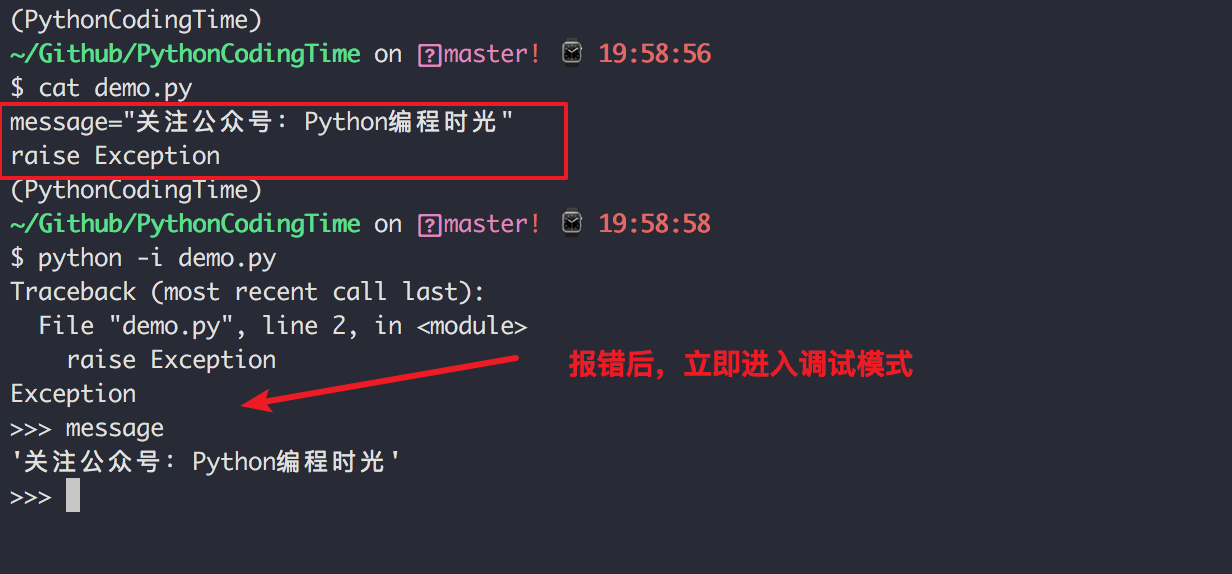 (PythonCodingTime)
~/Github/PythonCodingTime on ?master! ⌚ 19:58:56
$ cat demo.py
message="关注公众号：Python编程时光"
raise Exception
(PythonCodingTime)
~/Github/PythonCodingTime on ?master! ⌚ 19:58:58
$ python -i demo.py
Traceback (most recent call last):
  File "demo.py", line 2, in <module>
    raise Exception
报错后，立即进入调试模式
Exception
>>> message
'关注公众号：Python编程时光'
>>>